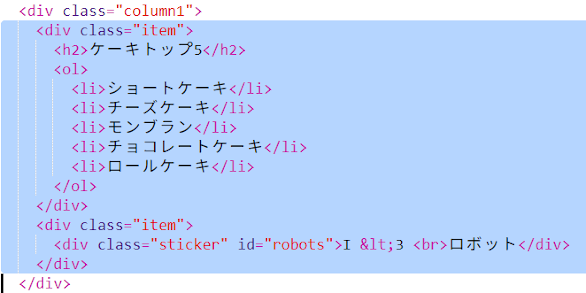 <div class="column1">
<div class="item">
<h2>ケーキトップ5</h2>
<ol>
<li>ショートケーキ</li>
<li>チーズケーキ</li>
<li>モンブラン</li>
<li>チョコレートケーキ</li>
<li>ロールケーキ</li>
</ol>
</div>
<div class="item">
<div class="sticker" id="robots">I &lt;3 <br>ロボット</div>
</div>
</div>